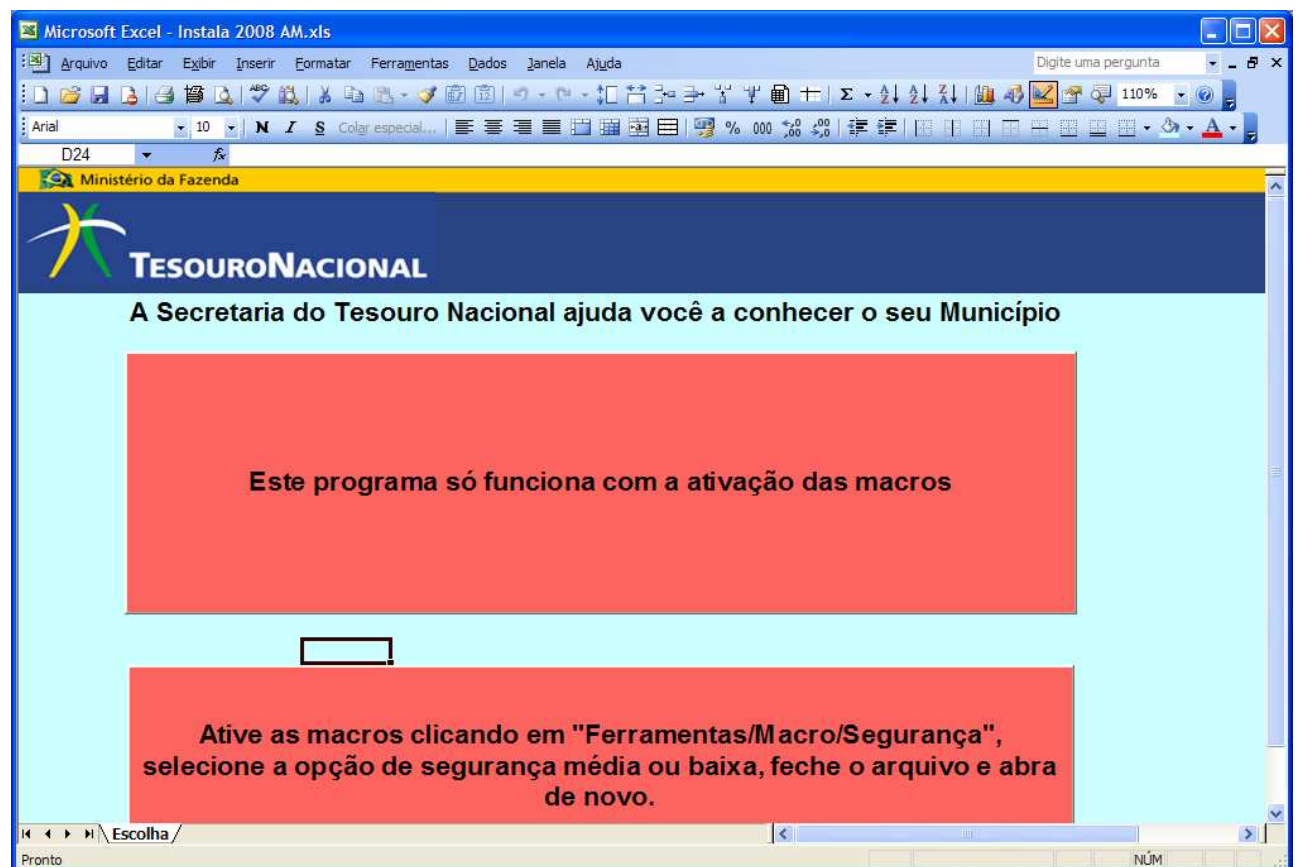 Microsoft Excel - Instala 2008 AM.xls
Arquivo Editar Exibir Inserir Formatar Ferramentas Dados Janela Ajuda Digite uma pergunta
110%
Arial 10 N I S Colar especial... % 000
D24 fx
Ministério da Fazenda
TESOURONACIONAL
A Secretaria do Tesouro Nacional ajuda você a conhecer o seu Município
Este programa só funciona com a ativação das macros
Ative as macros clicando em "Ferramentas/Macro/Segurança",
selecione a opção de segurança média ou baixa, feche o arquivo e abra
de novo.
Escolha
Pronto NÚM